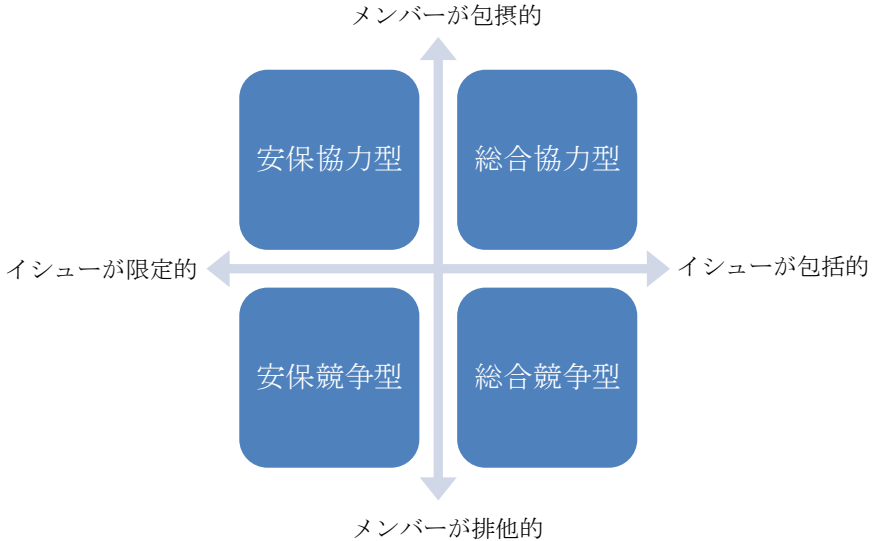 メンバーが包摂的
安保協力型
総合協力型
イシューが限定的
イシューが包括的
安保競争型
総合競争型
メンバーが排他的